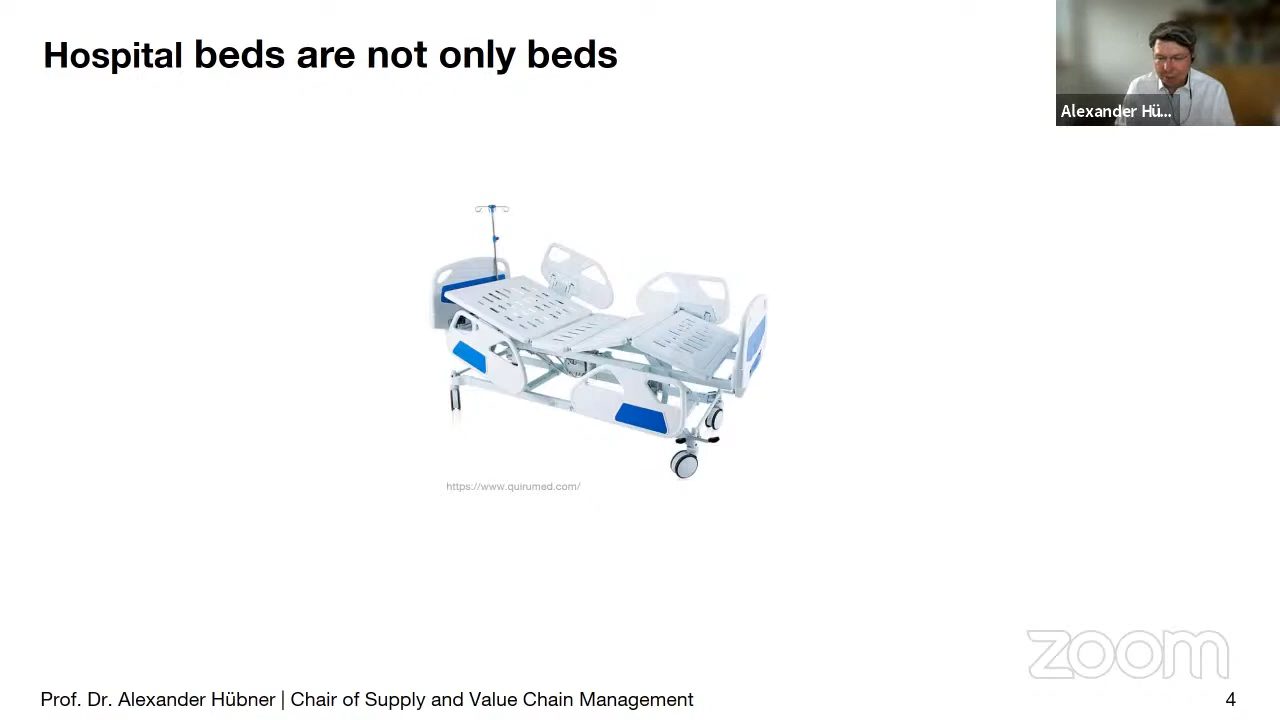 Hospital beds are not only beds
Alexander Hü...
https://www.quirumed.com/
zoom
Prof. Dr. Alexander Hübner | Chair of Supply and Value Chain Management
4